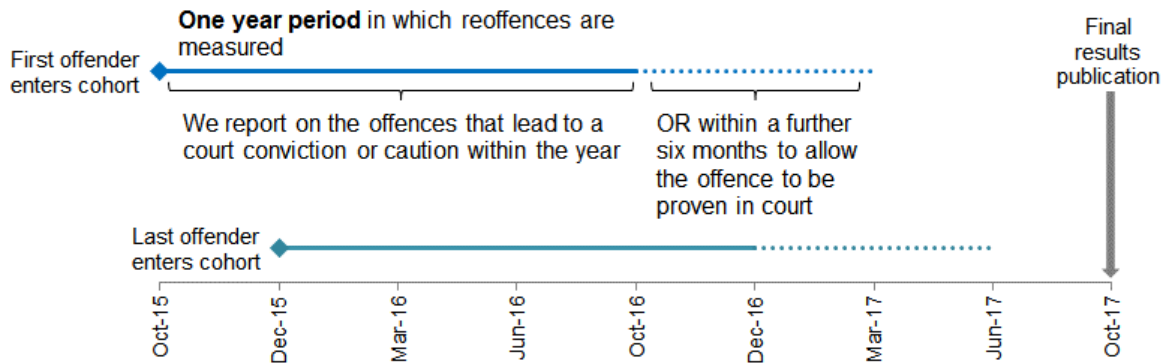 One year period in which reoffences are
measured
First offender
enters cohort
Final
results
publication
We report on the offences that lead to a
court conviction or caution within the year
OR within a further
six months to allow
the offence to be
proven in court
Last offender
enters cohort
Oct-15
Dec-15
Mar-16
Jun-16
Oct-16
Dec-16
Mar-17
Jun-17
Oct-17